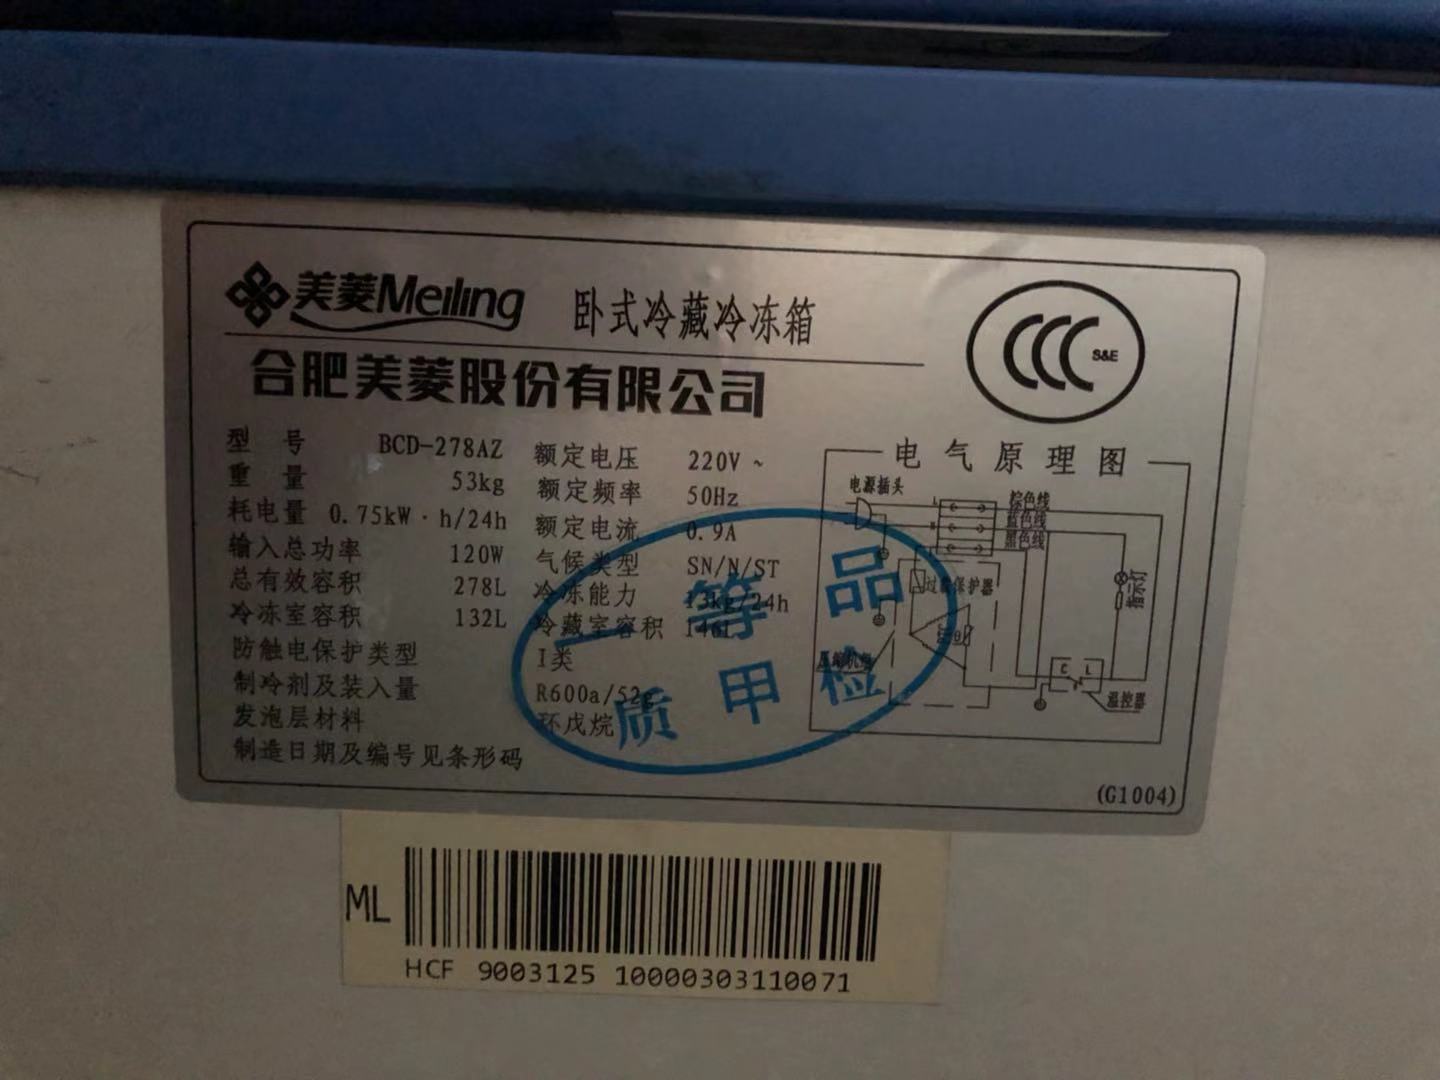 美菱Meiling 卧式冷藏冷冻箱
CCC S&E
合肥美菱股份有限公司
型号 BCD-278AZ 额定电压 220V ~
重量 53kg 额定频率 50Hz
耗电量 0.75kW·h/24h 额定电流 0.9A
输入总功率 120W 气候类型 SN/N/ST
总有效容积 278L 冷冻能力 13kg/24h
冷冻室容积 132L 冷藏室容积 146L
防触电保护类型 I类
制冷剂及装入量 R600a/52g
发泡层材料 环戊烷
制造日期及编号见条形码
一等品
质甲检
电气原理图
电源插头
棕色线
蓝色线
黑色线
过载保护器
指示灯
压缩机组
C L
温控器
(G1004)
ML
HCF 9003125 10000303110071